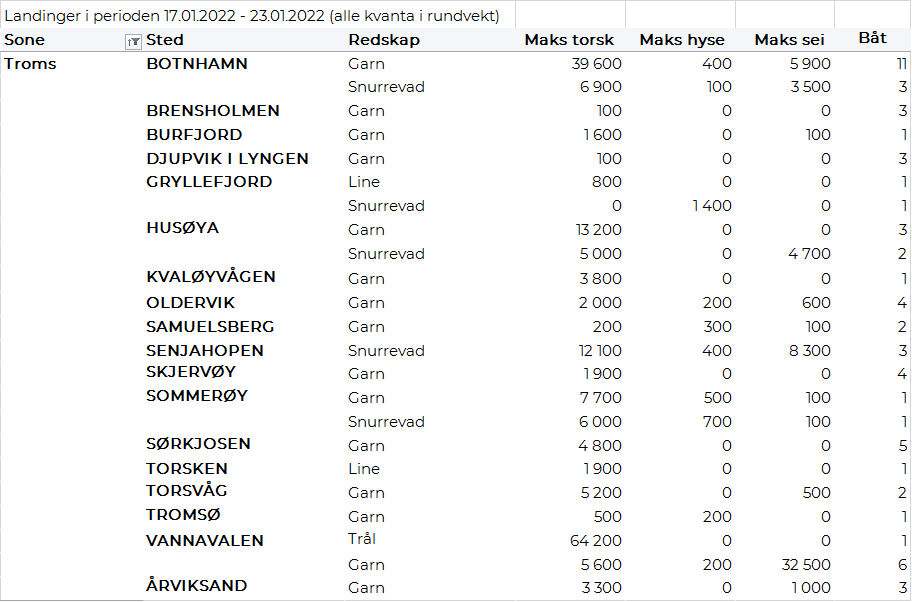 Landinger i perioden 17.01.2022 - 23.01.2022 (alle kvanta i rundvekt)
Sone Sted Redskap Maks torsk Maks hyse Maks sei Båt
Troms BOTNHAMN Garn 39 600 400 5 900 11
Snurrevad 6 900 100 3 500 3
BRENSHOLMEN Garn 100 0 0 3
BURFJORD Garn 1 600 0 100 1
DJUPVIK I LYNGEN Garn 100 0 0 3
GRYLLEFJORD Line 800 0 0 1
Snurrevad 0 1 400 0 1
HUSØYA Garn 13 200 0 0 3
Snurrevad 5 000 0 4 700 2
KVALØYVÅGEN Garn 3 800 0 0 1
OLDERVIK Garn 2 000 200 600 4
SAMUELSBERG Garn 200 300 100 2
SENJAHOPEN Snurrevad 12 100 400 8 300 3
SKJERVØY Garn 1 900 0 0 4
SOMMERØY Garn 7 700 500 100 1
Snurrevad 6 000 700 100 1
SØRKJOSEN Garn 4 800 0 0 5
TORSKEN Line 1 900 0 0 1
TORSVÅG Garn 5 200 0 500 2
TROMSØ Garn 500 200 0 1
VANNAVALEN Trål 64 200 0 0 1
Garn 5 600 200 32 500 6
ÅRVIKSAND Garn 3 300 0 1 000 3